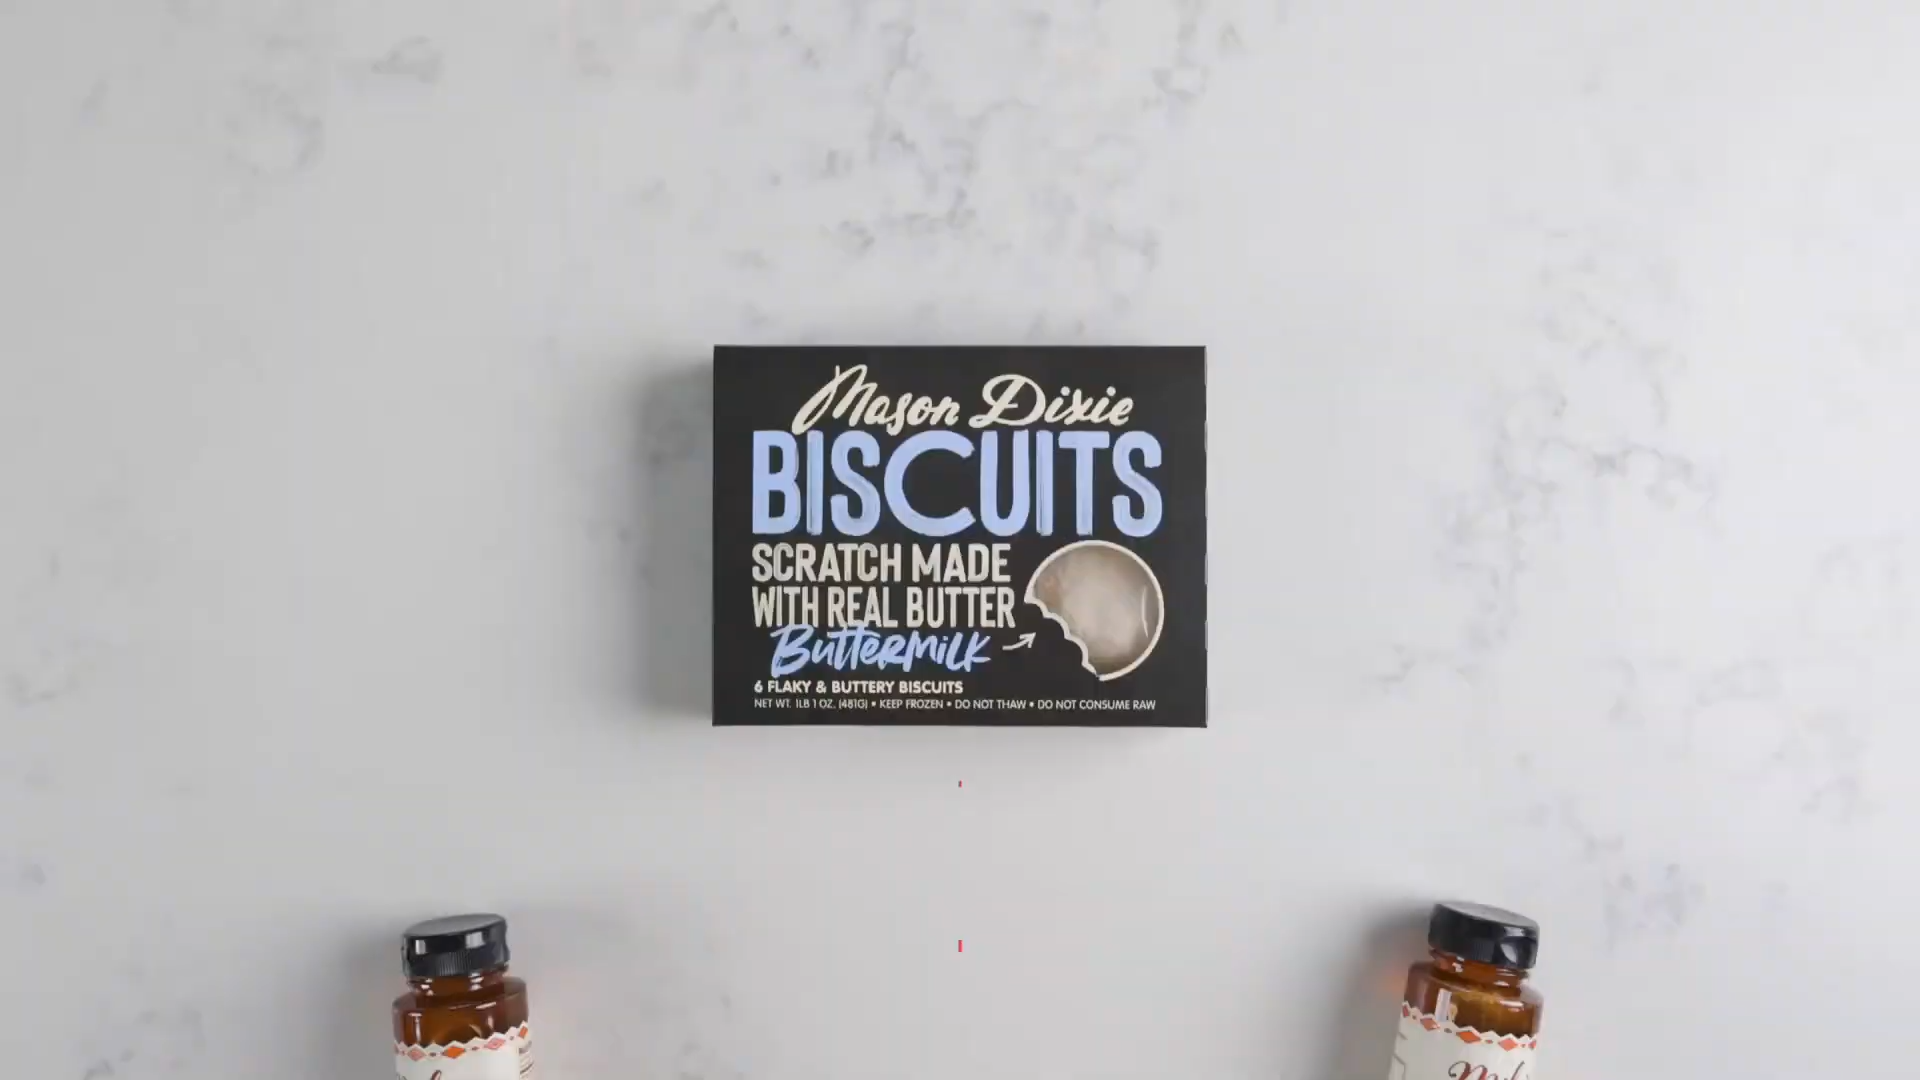 Mason Dixie
BISCUITS
SCRATCH MADE
WITH REAL BUTTER
Buttermilk
6 FLAKY & BUTTERY BISCUITS
NET WT. 1LB 1 OZ. (481G) • KEEP FROZEN • DO NOT THAW • DO NOT CONSUME RAW